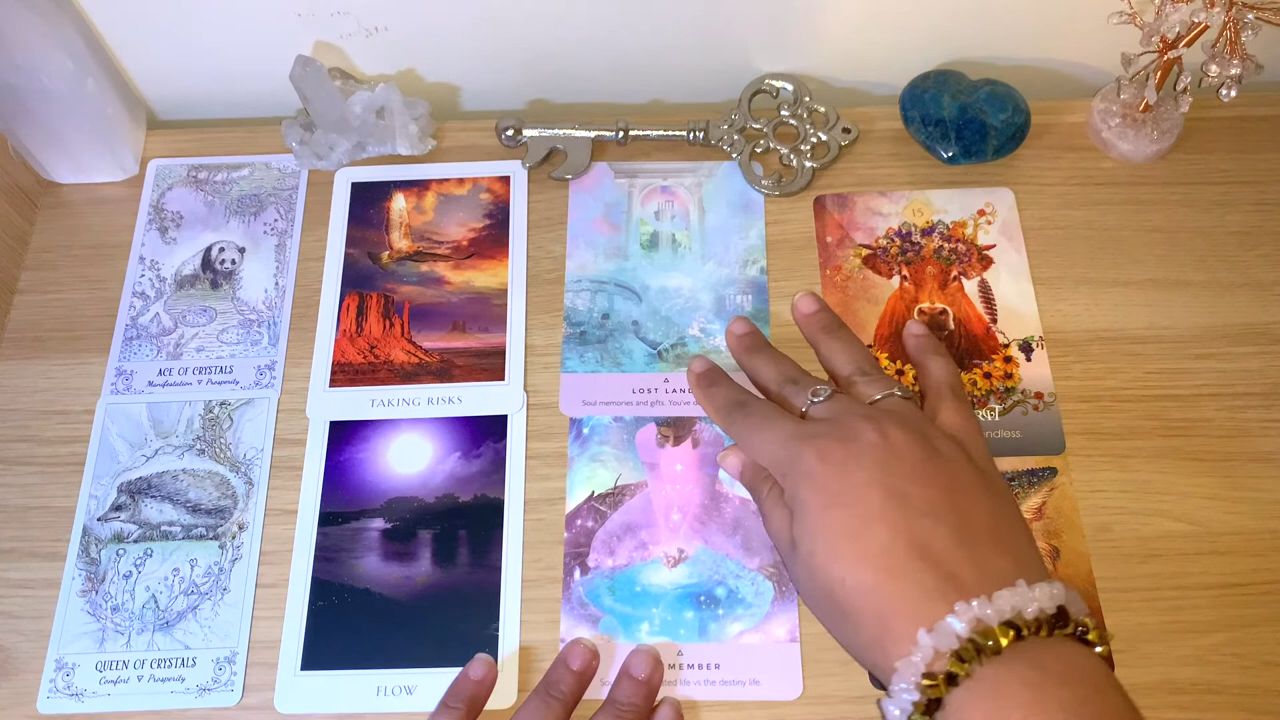 ACE OF CRYSTALS
Manifestation ▽ Prosperity
QUEEN OF CRYSTALS
Comfort ▽ Prosperity
TAKING RISKS
FLOW
LOST LAND
Soul memories and gifts. You've d
MEMBER
ted life vs the destiny life.
15
ndless.